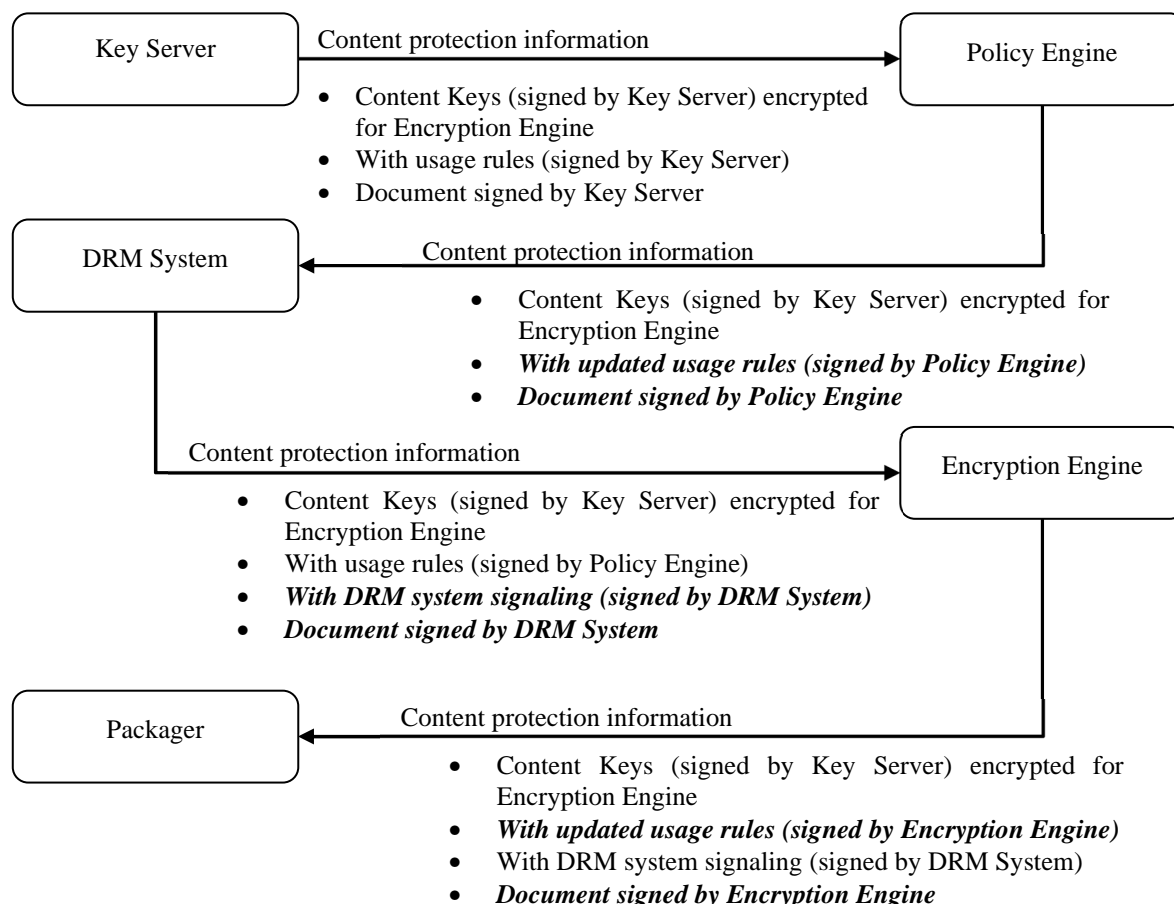 Key Server
Content protection information
Policy Engine
• Content Keys (signed by Key Server) encrypted
for Encryption Engine
• With usage rules (signed by Key Server)
• Document signed by Key Server
DRM System
Content protection information
• Content Keys (signed by Key Server) encrypted for
Encryption Engine
• With updated usage rules (signed by Policy Engine)
• Document signed by Policy Engine
Content protection information
Encryption Engine
• Content Keys (signed by Key Server) encrypted for
Encryption Engine
• With usage rules (signed by Policy Engine)
• With DRM system signaling (signed by DRM System)
• Document signed by DRM System
Packager
Content protection information
• Content Keys (signed by Key Server) encrypted for
Encryption Engine
• With updated usage rules (signed by Encryption Engine)
• With DRM system signaling (signed by DRM System)
• Document signed by Encryption Engine